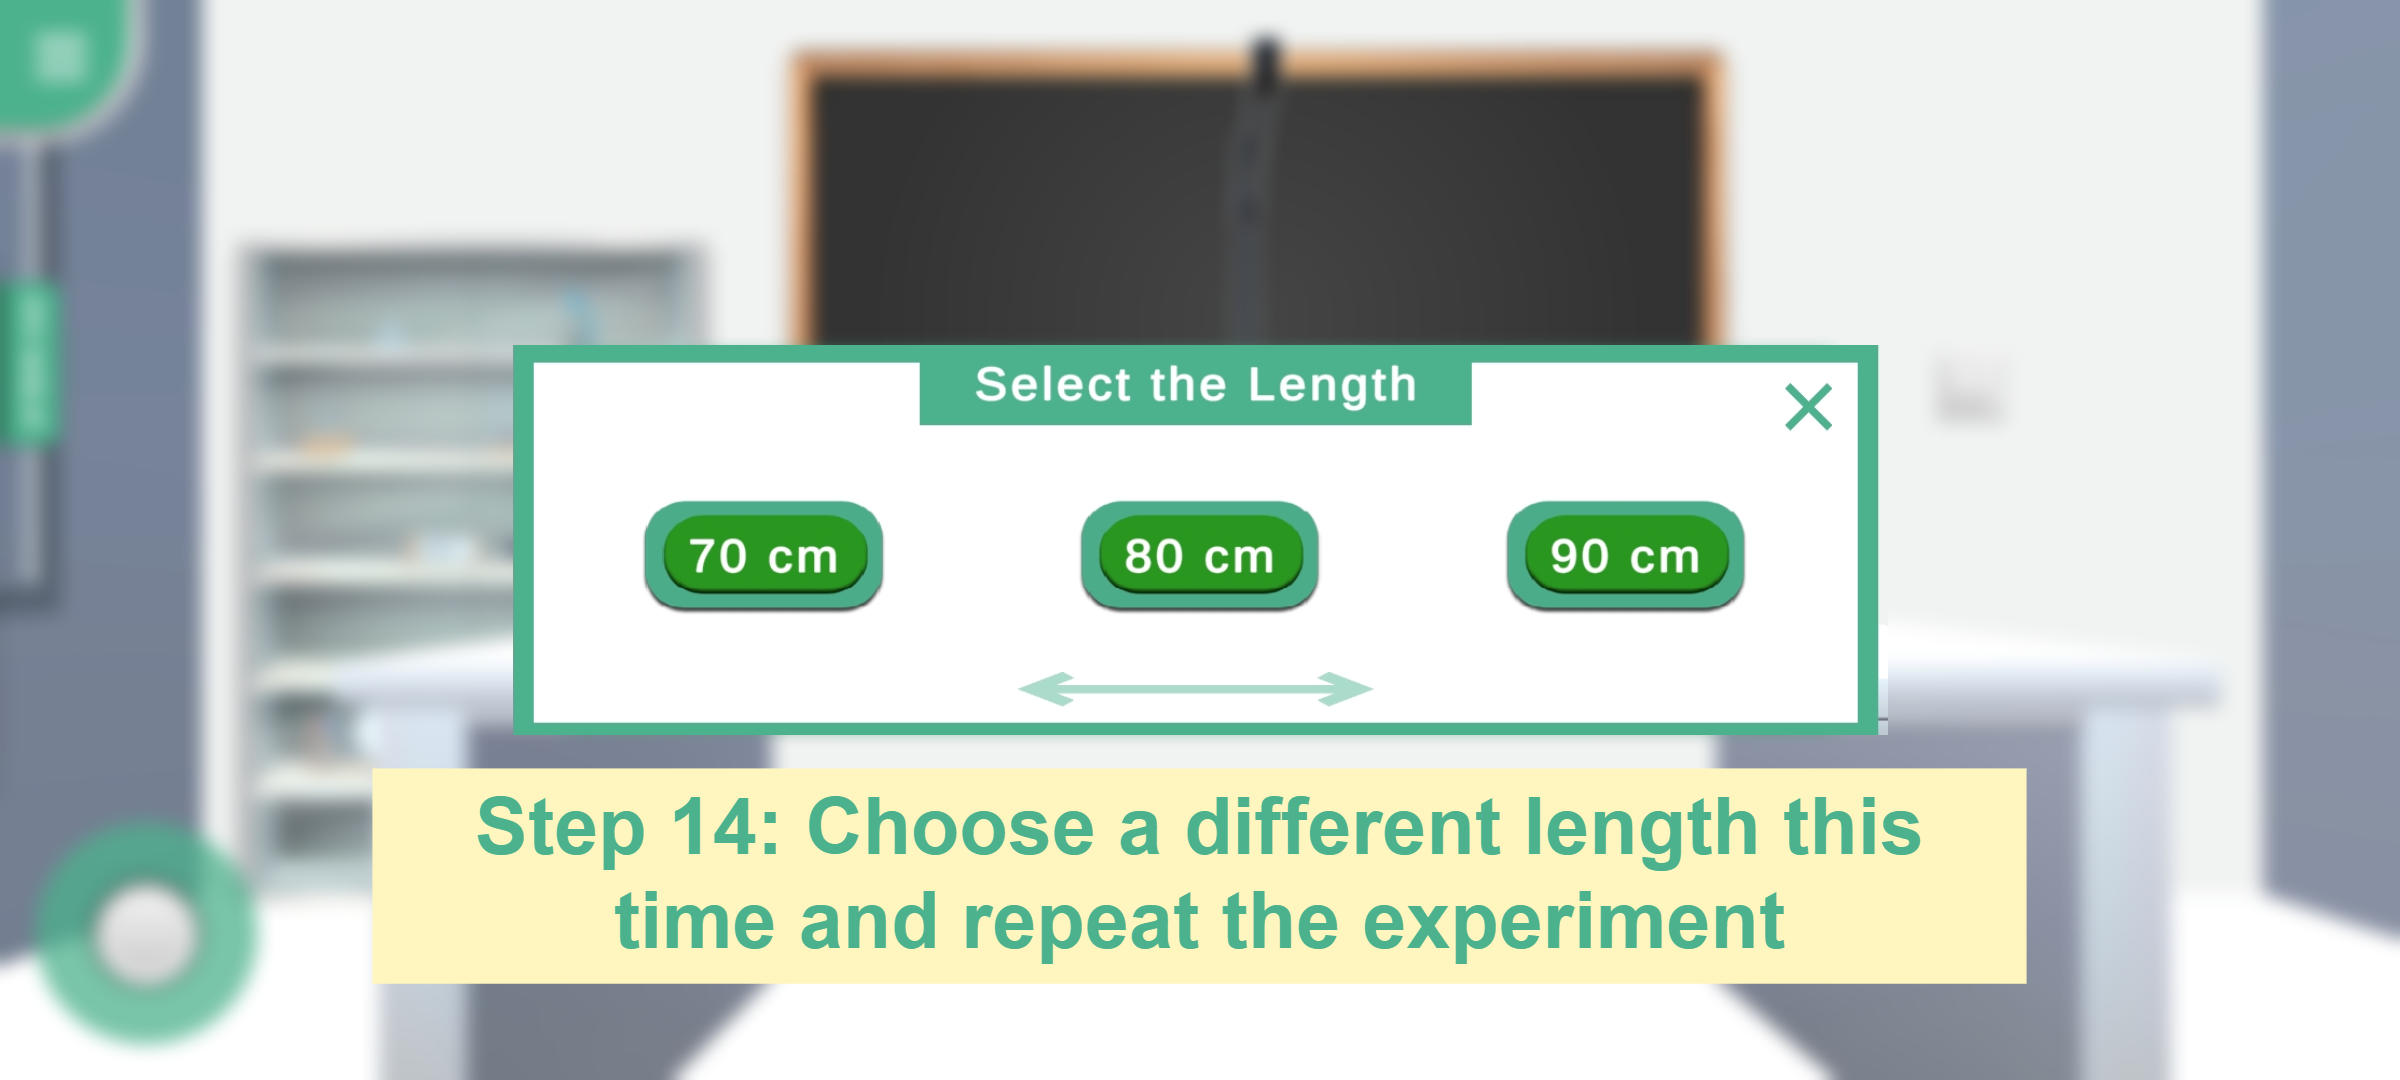 Select the Length
70 cm
80 cm
90 cm
Step 14: Choose a different length this
time and repeat the experiment